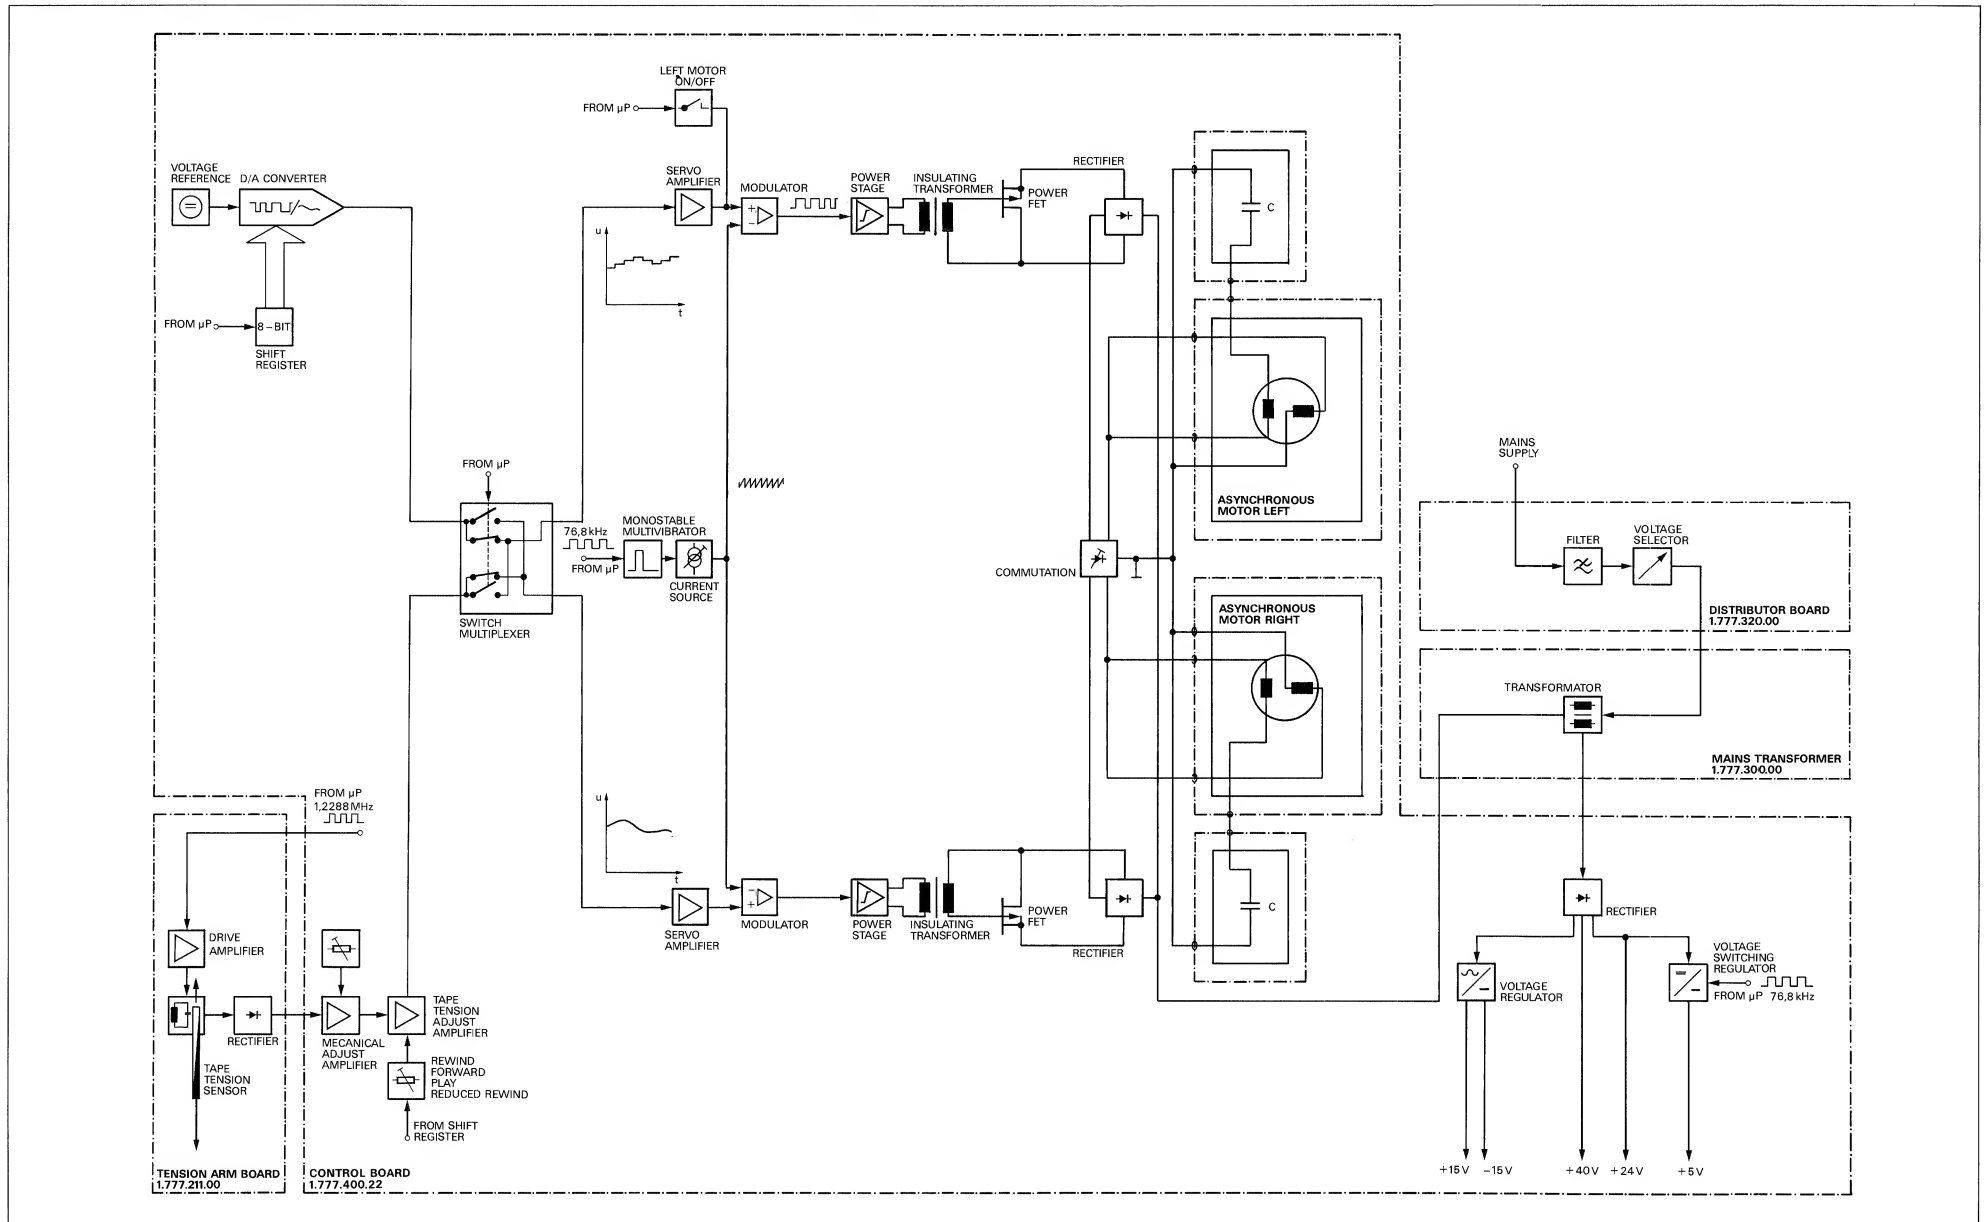 LEFT MOTOR
ON/OFF
FROM µP
VOLTAGE
REFERENCE
D/A CONVERTER
SERVO
AMPLIFIER
MODULATOR
POWER
STAGE
INSULATING
TRANSFORMER
RECTIFIER
POWER
FET
C
u
t
FROM µP
8-BIT
SHIFT
REGISTER
FROM µP
MAINS
SUPPLY
ASYNCHRONOUS
MOTOR LEFT
76,8 kHz
FROM µP
MONOSTABLE
MULTIVIBRATOR
CURRENT
SOURCE
COMMUTATION
FILTER
VOLTAGE
SELECTOR
DISTRIBUTOR BOARD
1.777.320.00
SWITCH
MULTIPLEXER
ASYNCHRONOUS
MOTOR RIGHT
TRANSFORMATOR
MAINS TRANSFORMER
1.777.300.00
FROM µP
1,2288 MHz
u
t
SERVO
AMPLIFIER
MODULATOR
POWER
STAGE
INSULATING
TRANSFORMER
POWER
FET
RECTIFIER
C
RECTIFIER
DRIVE
AMPLIFIER
VOLTAGE
REGULATOR
VOLTAGE
SWITCHING
REGULATOR
FROM µP 76,8 kHz
RECTIFIER
TAPE
TENSION
SENSOR
MECANICAL
ADJUST
AMPLIFIER
TAPE
TENSION
ADJUST
AMPLIFIER
REWIND
FORWARD
PLAY
REDUCED REWIND
FROM SHIFT
REGISTER
TENSION ARM BOARD
1.777.211.00
CONTROL BOARD
1.777.400.22
+15 V -15 V +40 V +24 V +5 V